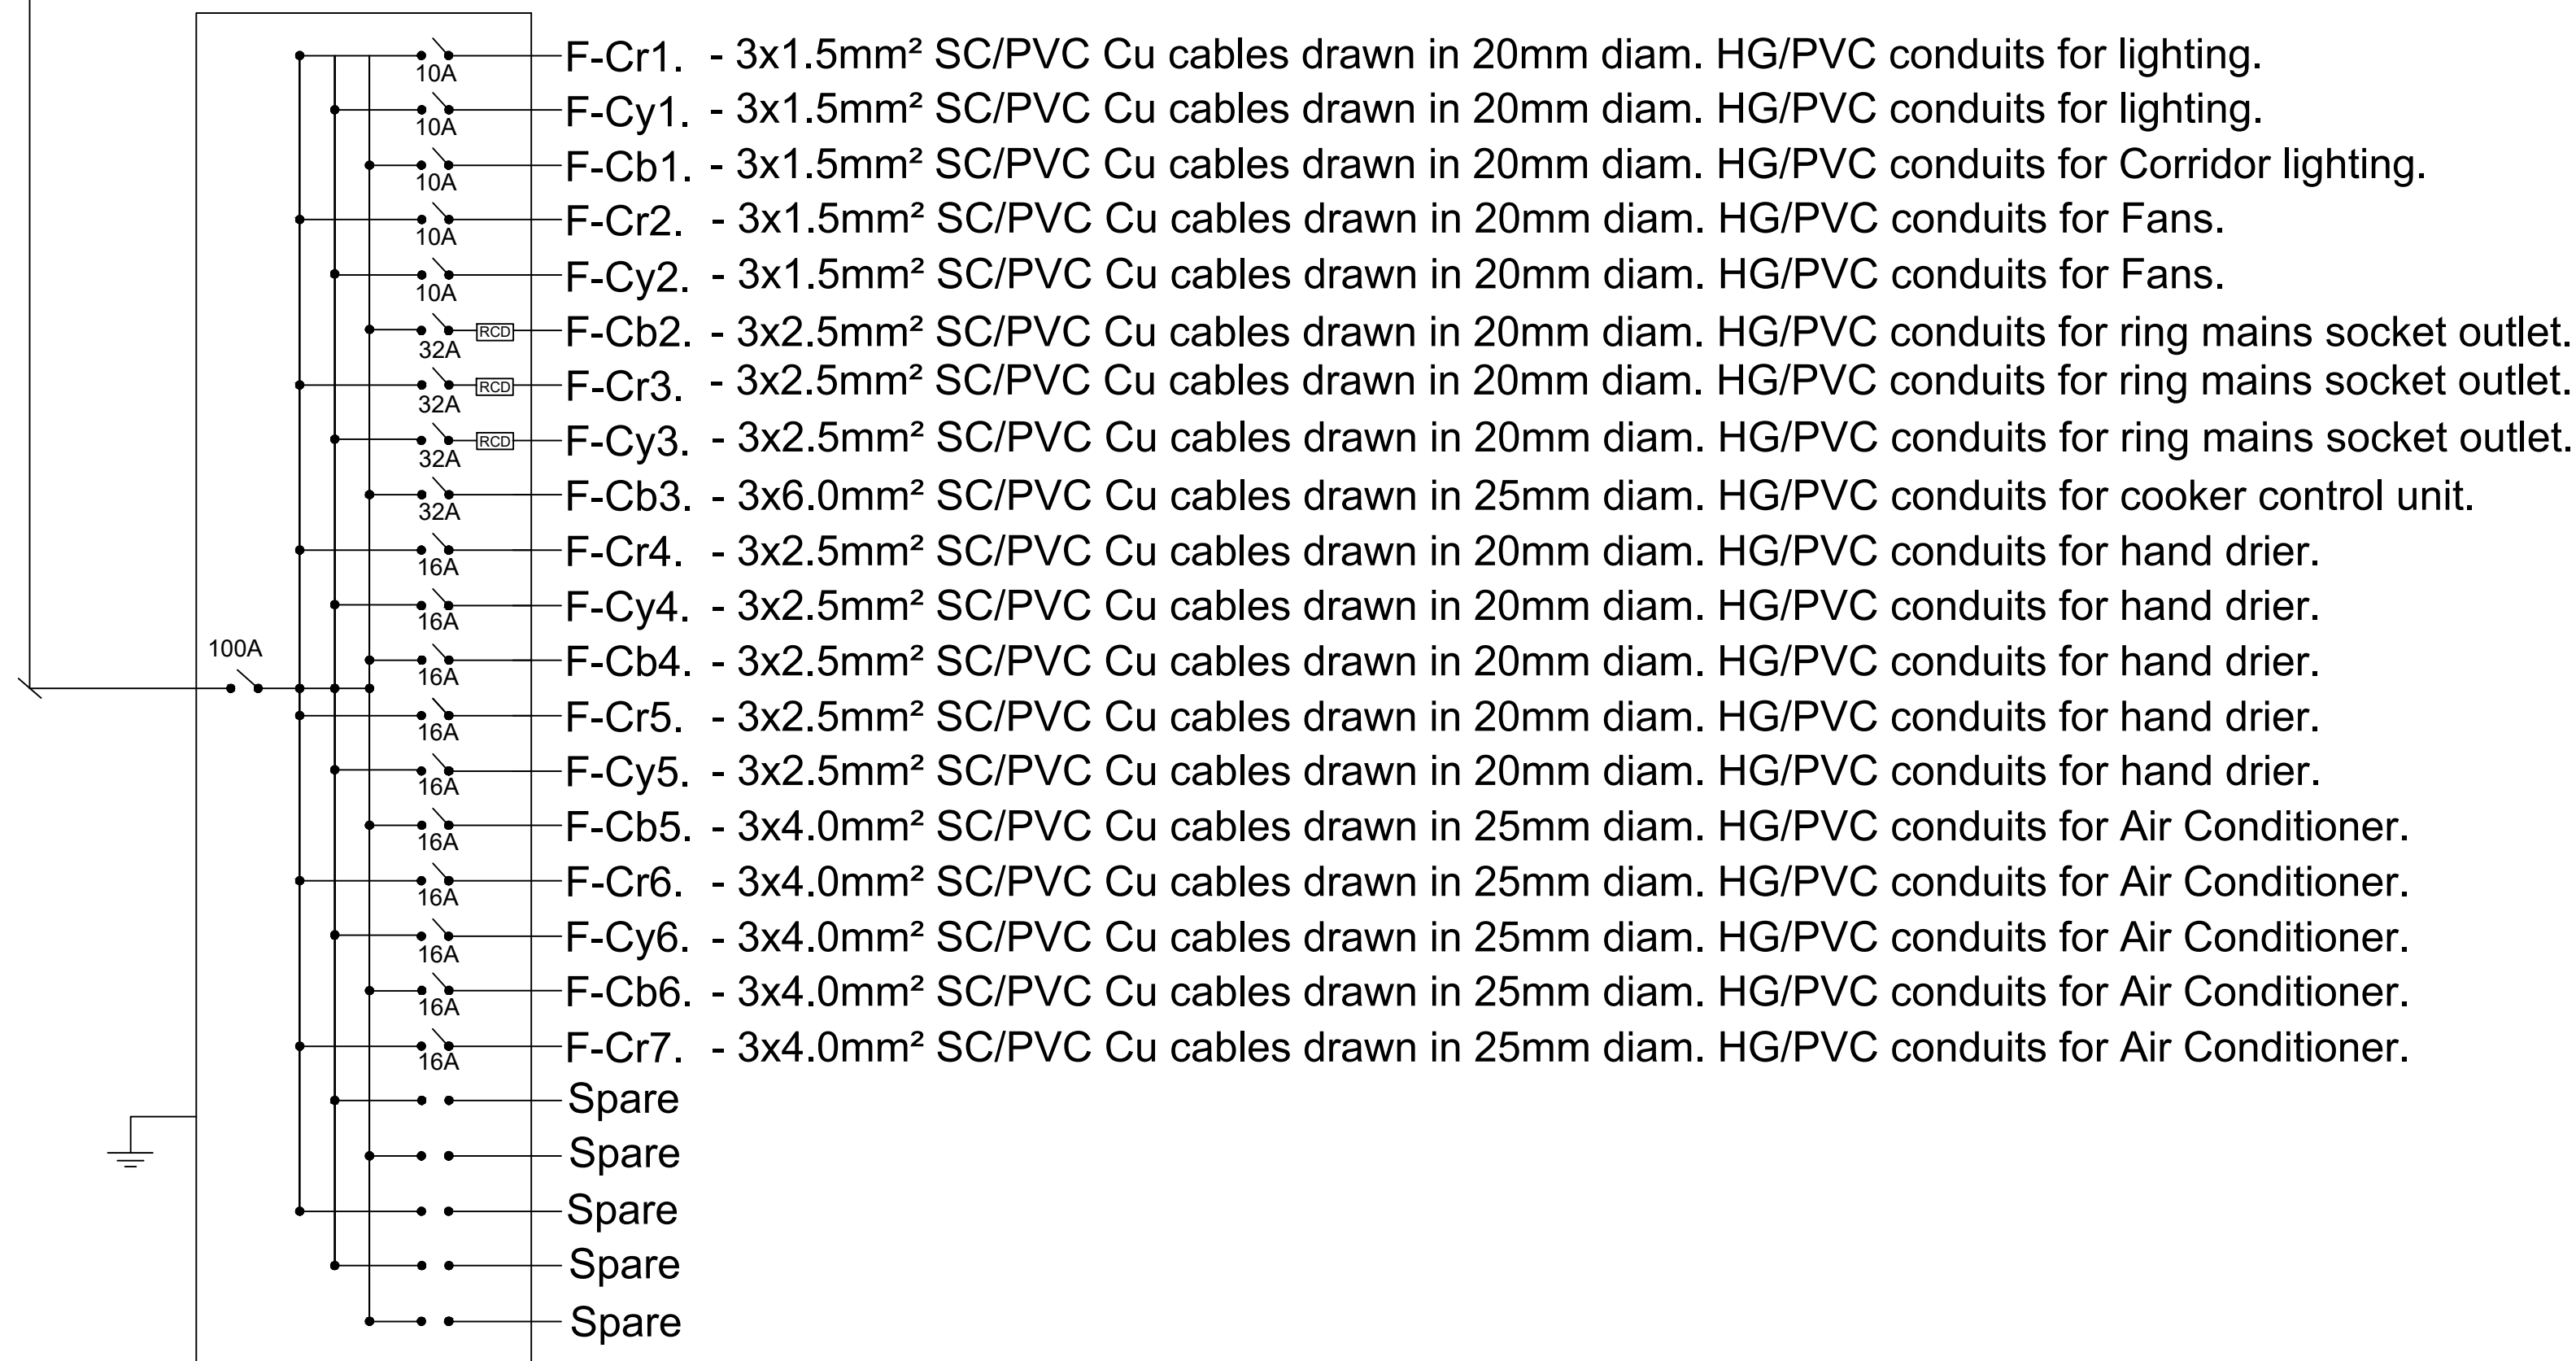 F-Cr1. - 3x1.5mm² SC/PVC Cu cables drawn in 20mm diam. HG/PVC conduits for lighting.
10A
F-Cy1. - 3x1.5mm² SC/PVC Cu cables drawn in 20mm diam. HG/PVC conduits for lighting.
10A
F-Cb1. - 3x1.5mm² SC/PVC Cu cables drawn in 20mm diam. HG/PVC conduits for Corridor lighting.
10A
F-Cr2. - 3x1.5mm² SC/PVC Cu cables drawn in 20mm diam. HG/PVC conduits for Fans.
10A
F-Cy2. - 3x1.5mm² SC/PVC Cu cables drawn in 20mm diam. HG/PVC conduits for Fans.
10A
RCD F-Cb2. - 3x2.5mm² SC/PVC Cu cables drawn in 20mm diam. HG/PVC conduits for ring mains socket outlet.
32A
RCD F-Cr3. - 3x2.5mm² SC/PVC Cu cables drawn in 20mm diam. HG/PVC conduits for ring mains socket outlet.
32A
RCD F-Cy3. - 3x2.5mm² SC/PVC Cu cables drawn in 20mm diam. HG/PVC conduits for ring mains socket outlet.
32A
F-Cb3. - 3x6.0mm² SC/PVC Cu cables drawn in 25mm diam. HG/PVC conduits for cooker control unit.
32A
F-Cr4. - 3x2.5mm² SC/PVC Cu cables drawn in 20mm diam. HG/PVC conduits for hand drier.
16A
F-Cy4. - 3x2.5mm² SC/PVC Cu cables drawn in 20mm diam. HG/PVC conduits for hand drier.
16A
100A
F-Cb4. - 3x2.5mm² SC/PVC Cu cables drawn in 20mm diam. HG/PVC conduits for hand drier.
16A
F-Cr5. - 3x2.5mm² SC/PVC Cu cables drawn in 20mm diam. HG/PVC conduits for hand drier.
16A
F-Cy5. - 3x2.5mm² SC/PVC Cu cables drawn in 20mm diam. HG/PVC conduits for hand drier.
16A
F-Cb5. - 3x4.0mm² SC/PVC Cu cables drawn in 25mm diam. HG/PVC conduits for Air Conditioner.
16A
F-Cr6. - 3x4.0mm² SC/PVC Cu cables drawn in 25mm diam. HG/PVC conduits for Air Conditioner.
16A
F-Cy6. - 3x4.0mm² SC/PVC Cu cables drawn in 25mm diam. HG/PVC conduits for Air Conditioner.
16A
F-Cb6. - 3x4.0mm² SC/PVC Cu cables drawn in 25mm diam. HG/PVC conduits for Air Conditioner.
16A
F-Cr7. - 3x4.0mm² SC/PVC Cu cables drawn in 25mm diam. HG/PVC conduits for Air Conditioner.
16A
Spare
Spare
Spare
Spare
Spare